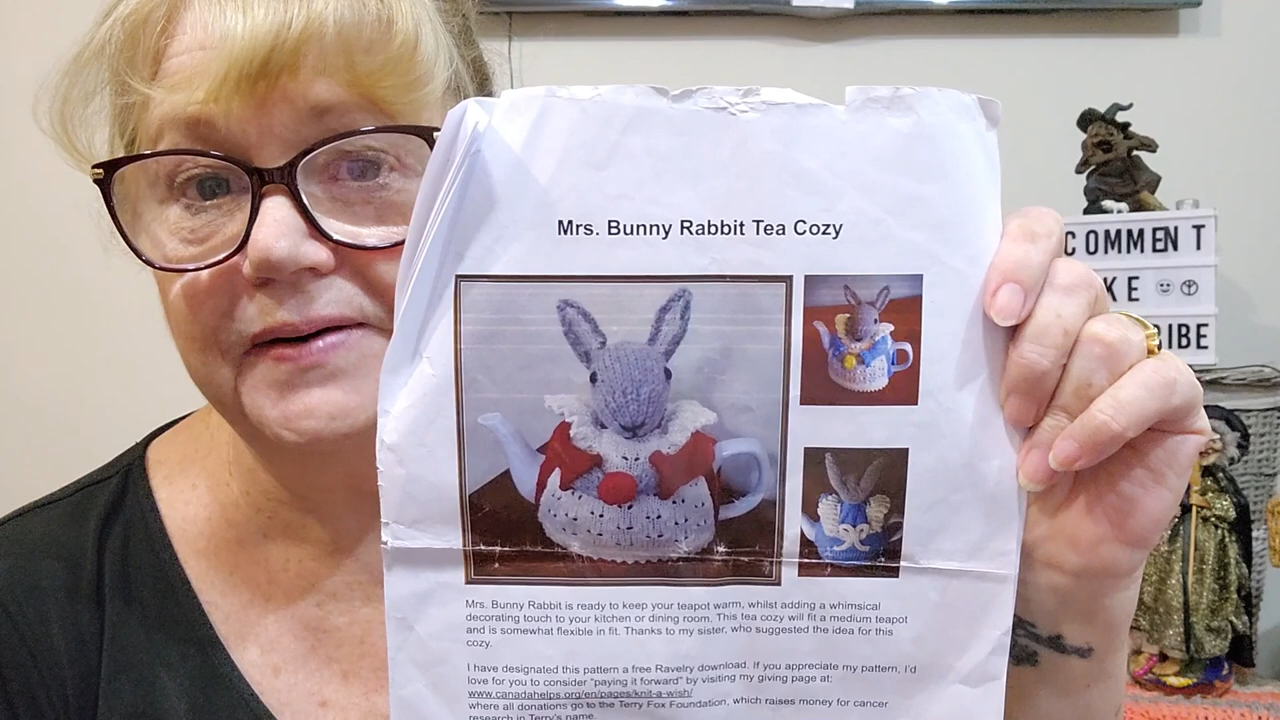 Mrs. Bunny Rabbit Tea Cozy
Mrs. Bunny Rabbit is ready to keep your teapot warm, whilst adding a whimsical
decorating touch to your kitchen or dining room. This tea cozy will fit a medium teapot
and is somewhat flexible in fit. Thanks to my sister, who suggested the idea for this
cozy.
I have designated this pattern a free Ravelry download. If you appreciate my pattern, I'd
love for you to consider "paying it forward" by visiting my giving page at:
www.canadahelps.org/en/pages/knit-a-wish/
where all donations go to the Terry Fox Foundation, which raises money for cancer
research in Terry's name.
COMMENT
KE
IBE